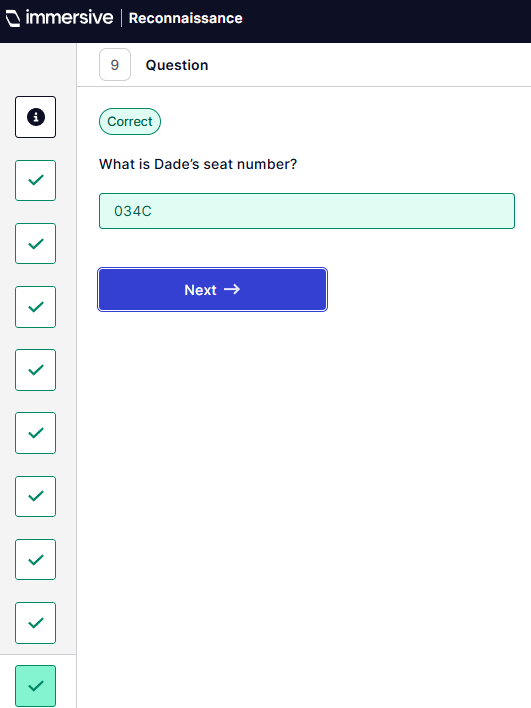 immersive Reconnaissance
9 Question
Correct
What is Dade’s seat number?
034C
Next